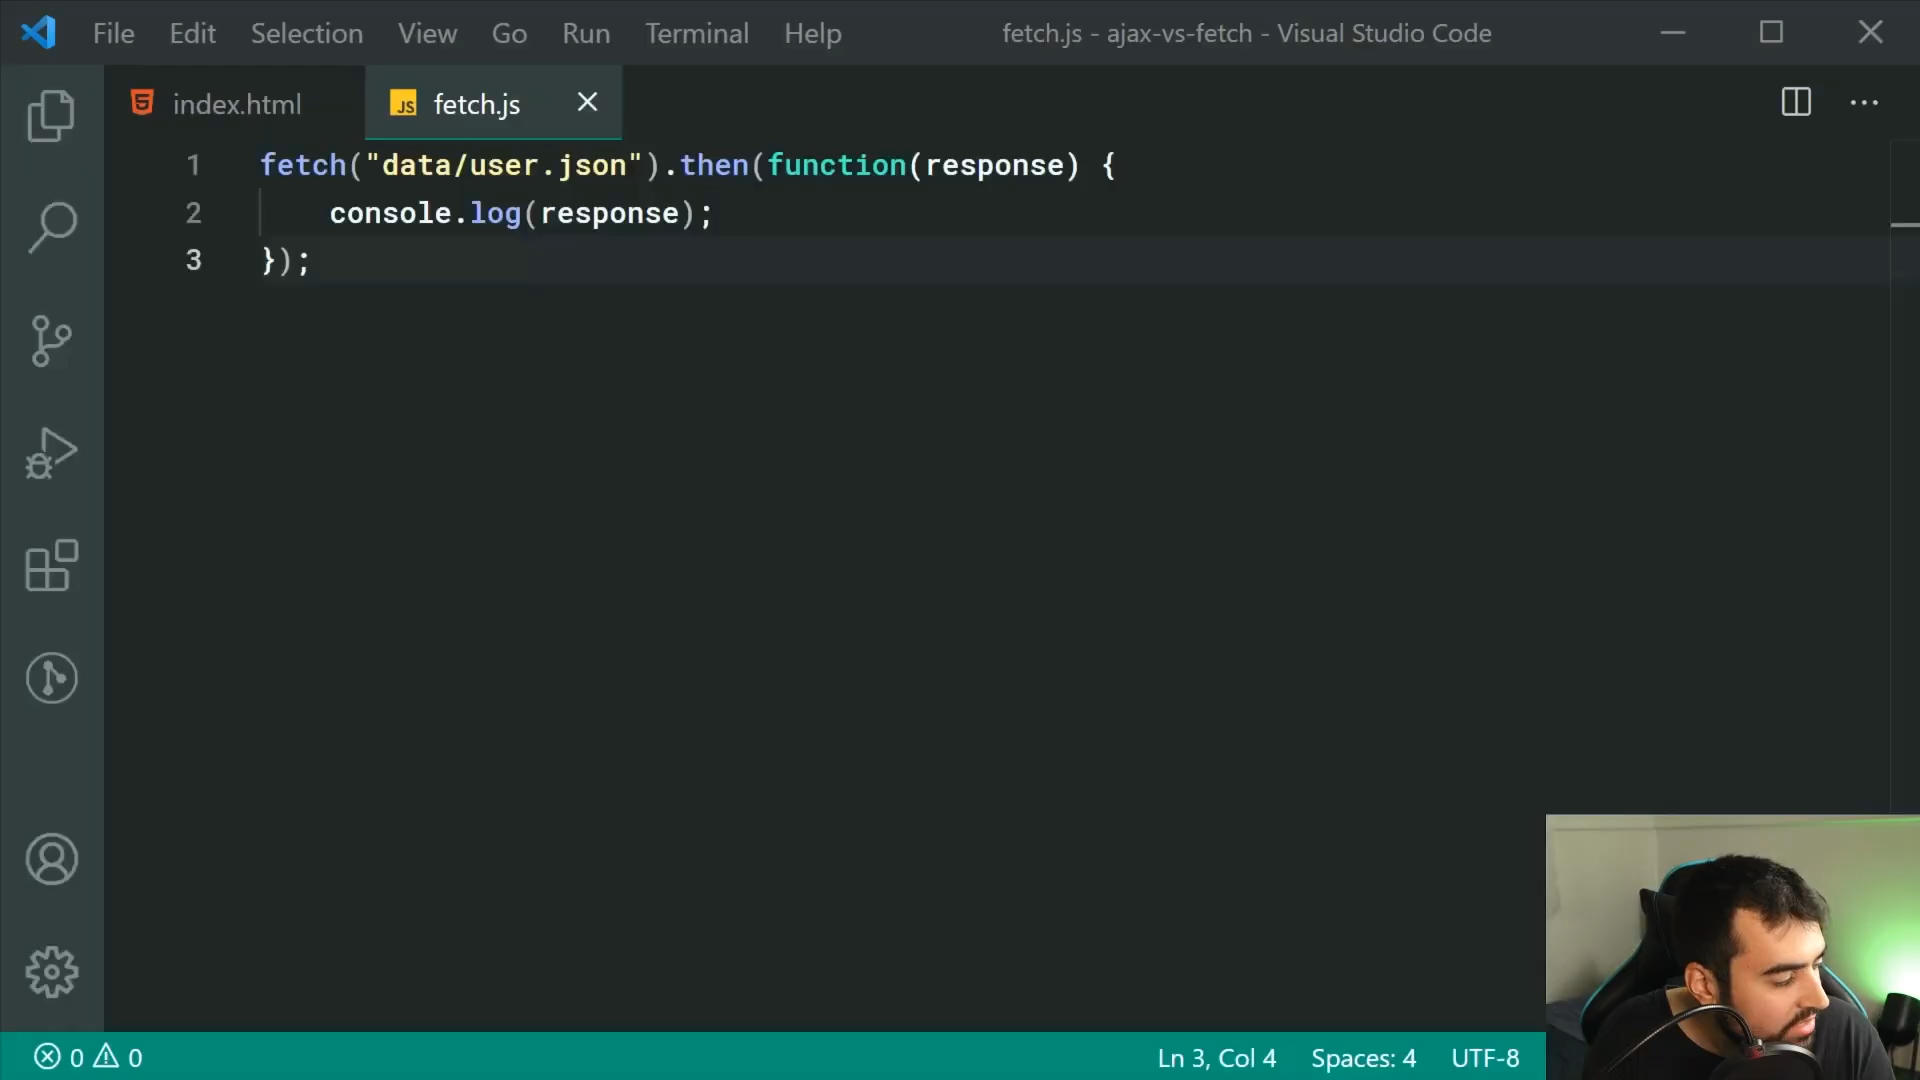 File Edit Selection View Go Run Terminal Help fetch.js - ajax-vs-fetch - Visual Studio Code
index.html JS fetch.js
1 fetch("data/user.json").then(function(response) {
2 console.log(response);
3 });
0 0 Ln 3, Col 4 Spaces: 4 UTF-8